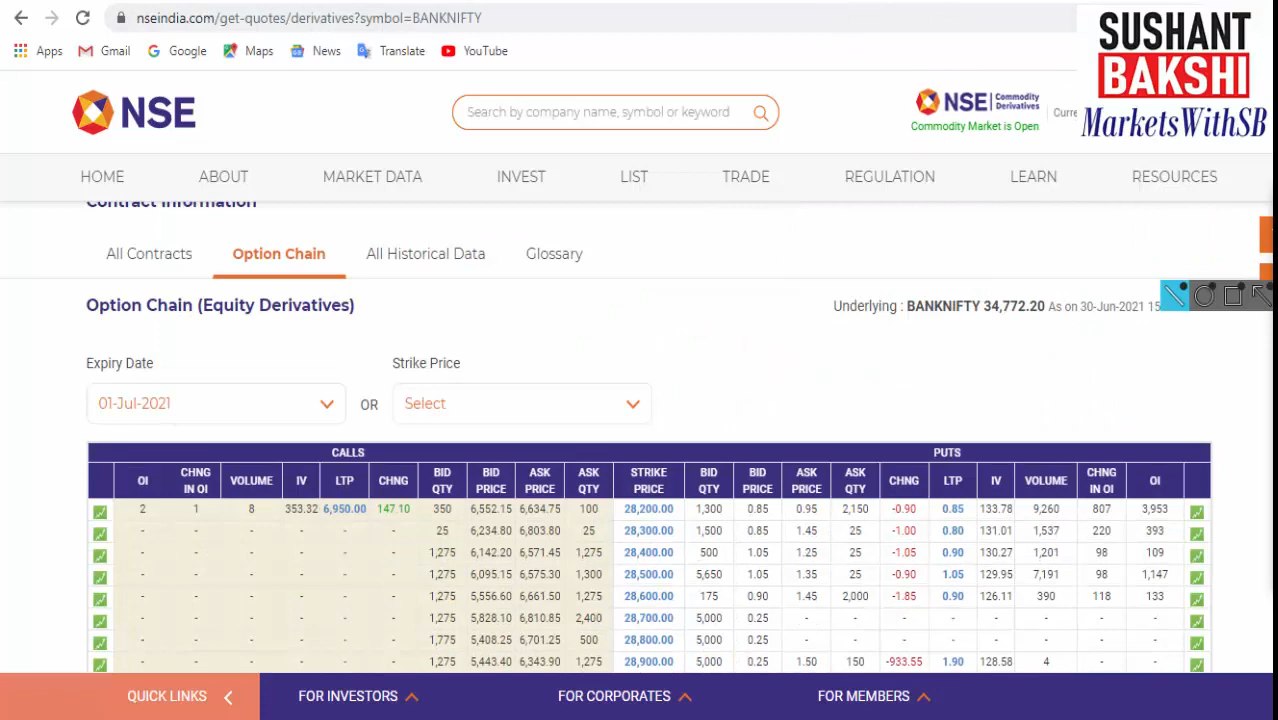 nseindia.com/get-quotes/derivatives?symbol=BANKNIFTY
Apps Gmail Google Maps News Translate YouTube
SUSHANT
BAKSHI
MarketsWithSB
NSE
Search by company name, symbol or keyword
NSE Commodity Derivatives
Commodity Market is Open
Curre
HOME ABOUT MARKET DATA INVEST LIST TRADE REGULATION LEARN RESOURCES
Contract Information
All Contracts Option Chain All Historical Data Glossary
Option Chain (Equity Derivatives)
Underlying : BANKNIFTY 34,772.20 As on 30-Jun-2021 15
Expiry Date Strike Price
01-Jul-2021 OR Select
CALLS PUTS
OI CHNG IN OI VOLUME IV LTP CHNG BID QTY BID PRICE ASK PRICE ASK QTY STRIKE PRICE BID QTY BID PRICE ASK PRICE ASK QTY CHNG LTP IV VOLUME CHNG IN OI OI
2 1 8 353.32 6,950.00 147.10 350 6,552.15 6,634.75 100 28,200.00 1,300 0.85 0.95 2,150 -0.90 0.85 133.78 9,260 807 3,953
- - - - - - 25 6,234.80 6,803.80 25 28,300.00 1,500 0.85 1.45 25 -1.00 0.80 131.01 1,537 220 393
- - - - - - 1,275 6,142.20 6,571.45 1,275 28,400.00 500 1.05 1.25 25 -1.05 0.90 130.27 1,201 98 109
- - - - - - 1,275 6,095.15 6,575.30 1,300 28,500.00 5,650 1.05 1.35 25 -0.90 1.05 129.95 7,191 98 1,147
- - - - - - 1,275 5,556.60 6,661.50 1,275 28,600.00 175 0.90 1.45 2,000 -1.85 0.90 126.11 390 118 133
- - - - - - 1,275 5,828.10 6,810.85 2,400 28,700.00 5,000 0.25 - - - - - - - -
- - - - - - 1,775 5,408.25 6,701.25 500 28,800.00 5,000 0.25 - - - - - - - -
- - - - - - 1,275 5,443.40 6,343.90 1,275 28,900.00 5,000 0.25 1.50 150 -933.55 1.90 128.58 4 - -
QUICK LINKS FOR INVESTORS FOR CORPORATES FOR MEMBERS